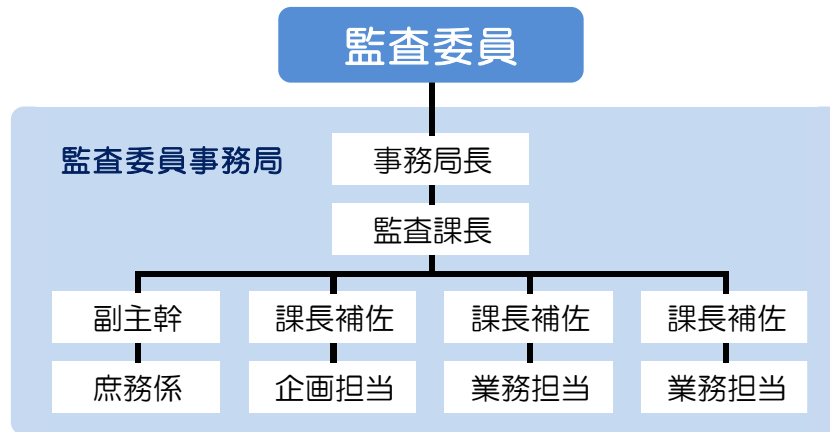 監査委員
監査委員事務局
事務局長
監査課長
副主幹
課長補佐
課長補佐
課長補佐
庶務係
企画担当
業務担当
業務担当